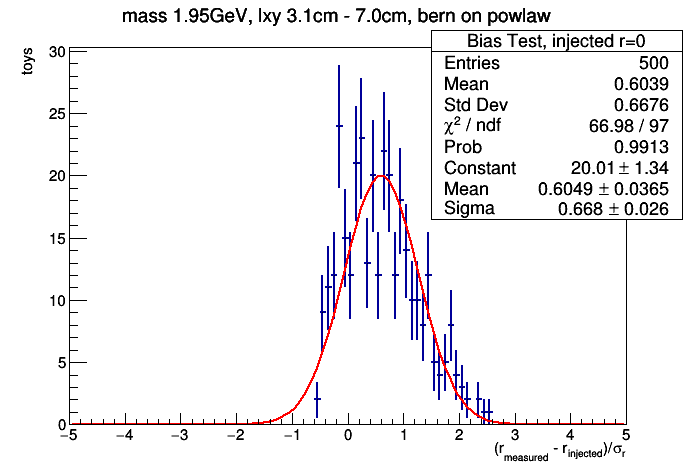 mass 1.95GeV, lxy 3.1cm - 7.0cm, bern on powlaw
toys
30
25
20
15
10
5
0
Bias Test, injected r=0
Entries 500
Mean 0.6039
Std Dev 0.6676
χ² / ndf 66.98 / 97
Prob 0.9913
Constant 20.01 ± 1.34
Mean 0.6049 ± 0.0365
Sigma 0.668 ± 0.026
−5 −4 −3 −2 −1 0 1 2 3 4 5
(r_measured - r_injected)/σ_r